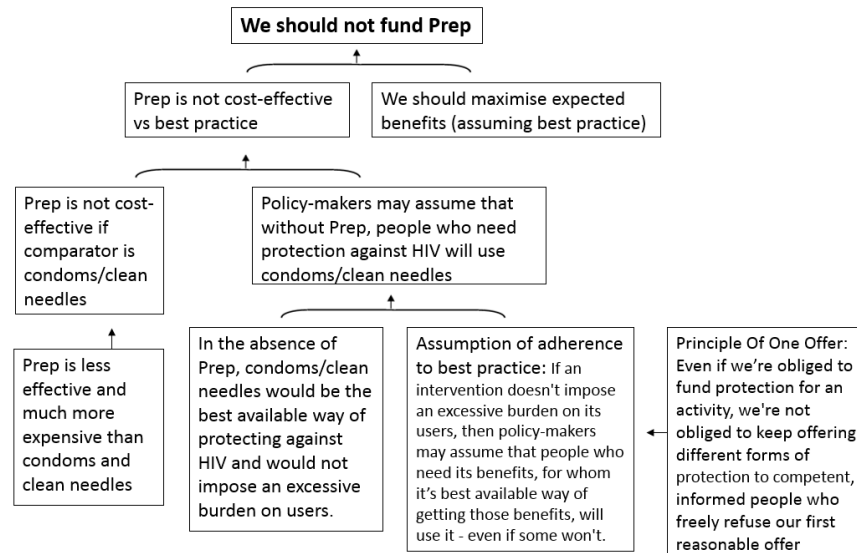 We should not fund Prep
Prep is not cost-effective
vs best practice
We should maximise expected
benefits (assuming best practice)
Prep is not cost-
effective if
comparator is
condoms/clean
needles
Policy-makers may assume that
without Prep, people who need
protection against HIV will use
condoms/clean needles
Prep is less
effective and
much more
expensive than
condoms and
clean needles
In the absence of
Prep, condoms/clean
needles would be the
best available way of
protecting against
HIV and would not
impose an excessive
burden on users.
Assumption of adherence
to best practice: If an
intervention doesn't impose
an excessive burden on its
users, then policy-makers
may assume that people who
need its benefits, for whom
it's best available way of
getting those benefits, will
use it - even if some won't.
Principle Of One Offer:
Even if we're obliged to
fund protection for an
activity, we're not
obliged to keep offering
different forms of
protection to competent,
informed people who
freely refuse our first
reasonable offer